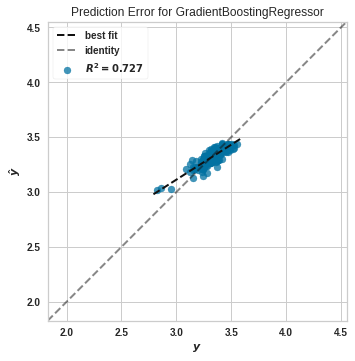 Prediction Error for GradientBoostingRegressor
best fit
identity
R² = 0.727
4.5
4.0
3.5
3.0
2.5
2.0
ŷ
2.0 2.5 3.0 3.5 4.0 4.5
y